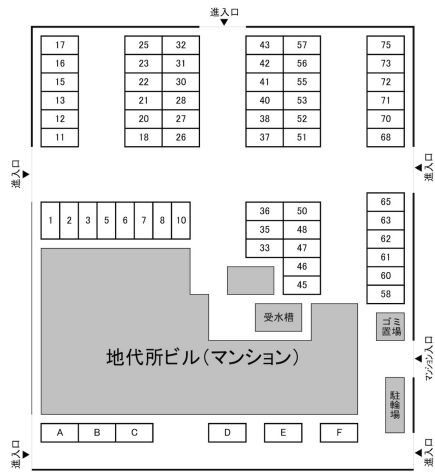 進入口
17 25 32 43 57 75
16 23 31 42 56 73
15 22 30 41 55 72
13 21 28 40 53 71
12 20 27 38 52 70
11 18 26 37 51 68
進入口
進入口
1 2 3 5 6 7 8 10
36 50
35 48
33 47
46
45
65
63
62
61
60
58
受水槽
ゴミ
置場
地代所ビル(マンション)
マンション入口
駐輪場
A B C D E F
進入口
進入口